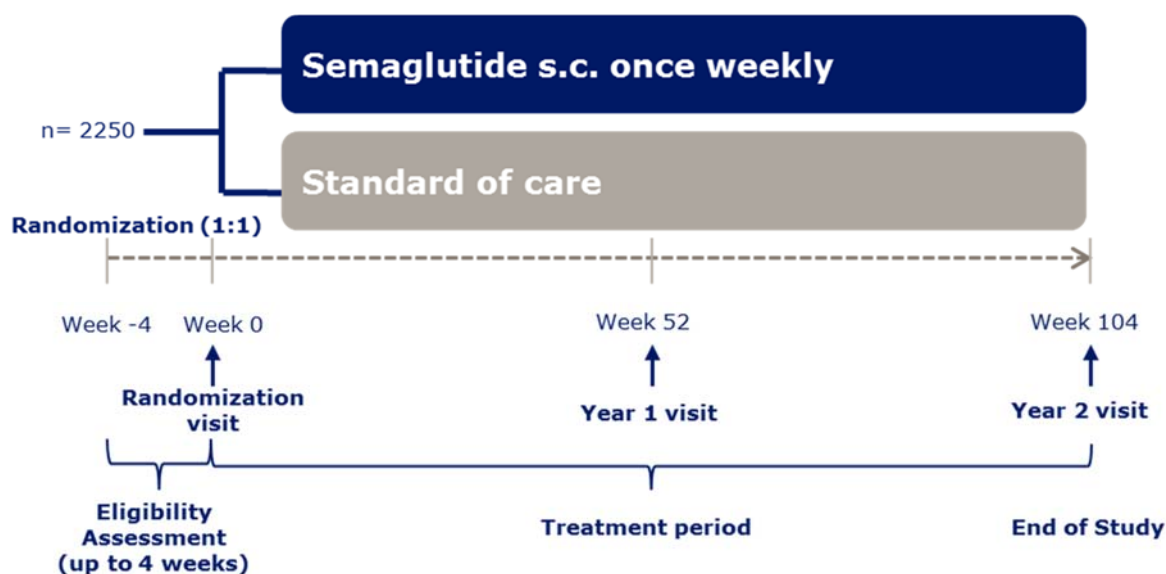 Semaglutide s.c. once weekly
n= 2250
Standard of care
Randomization (1:1)
Week -4
Week 0
Week 52
Week 104
Randomization
visit
Year 1 visit
Year 2 visit
Eligibility
Assessment
(up to 4 weeks)
Treatment period
End of Study